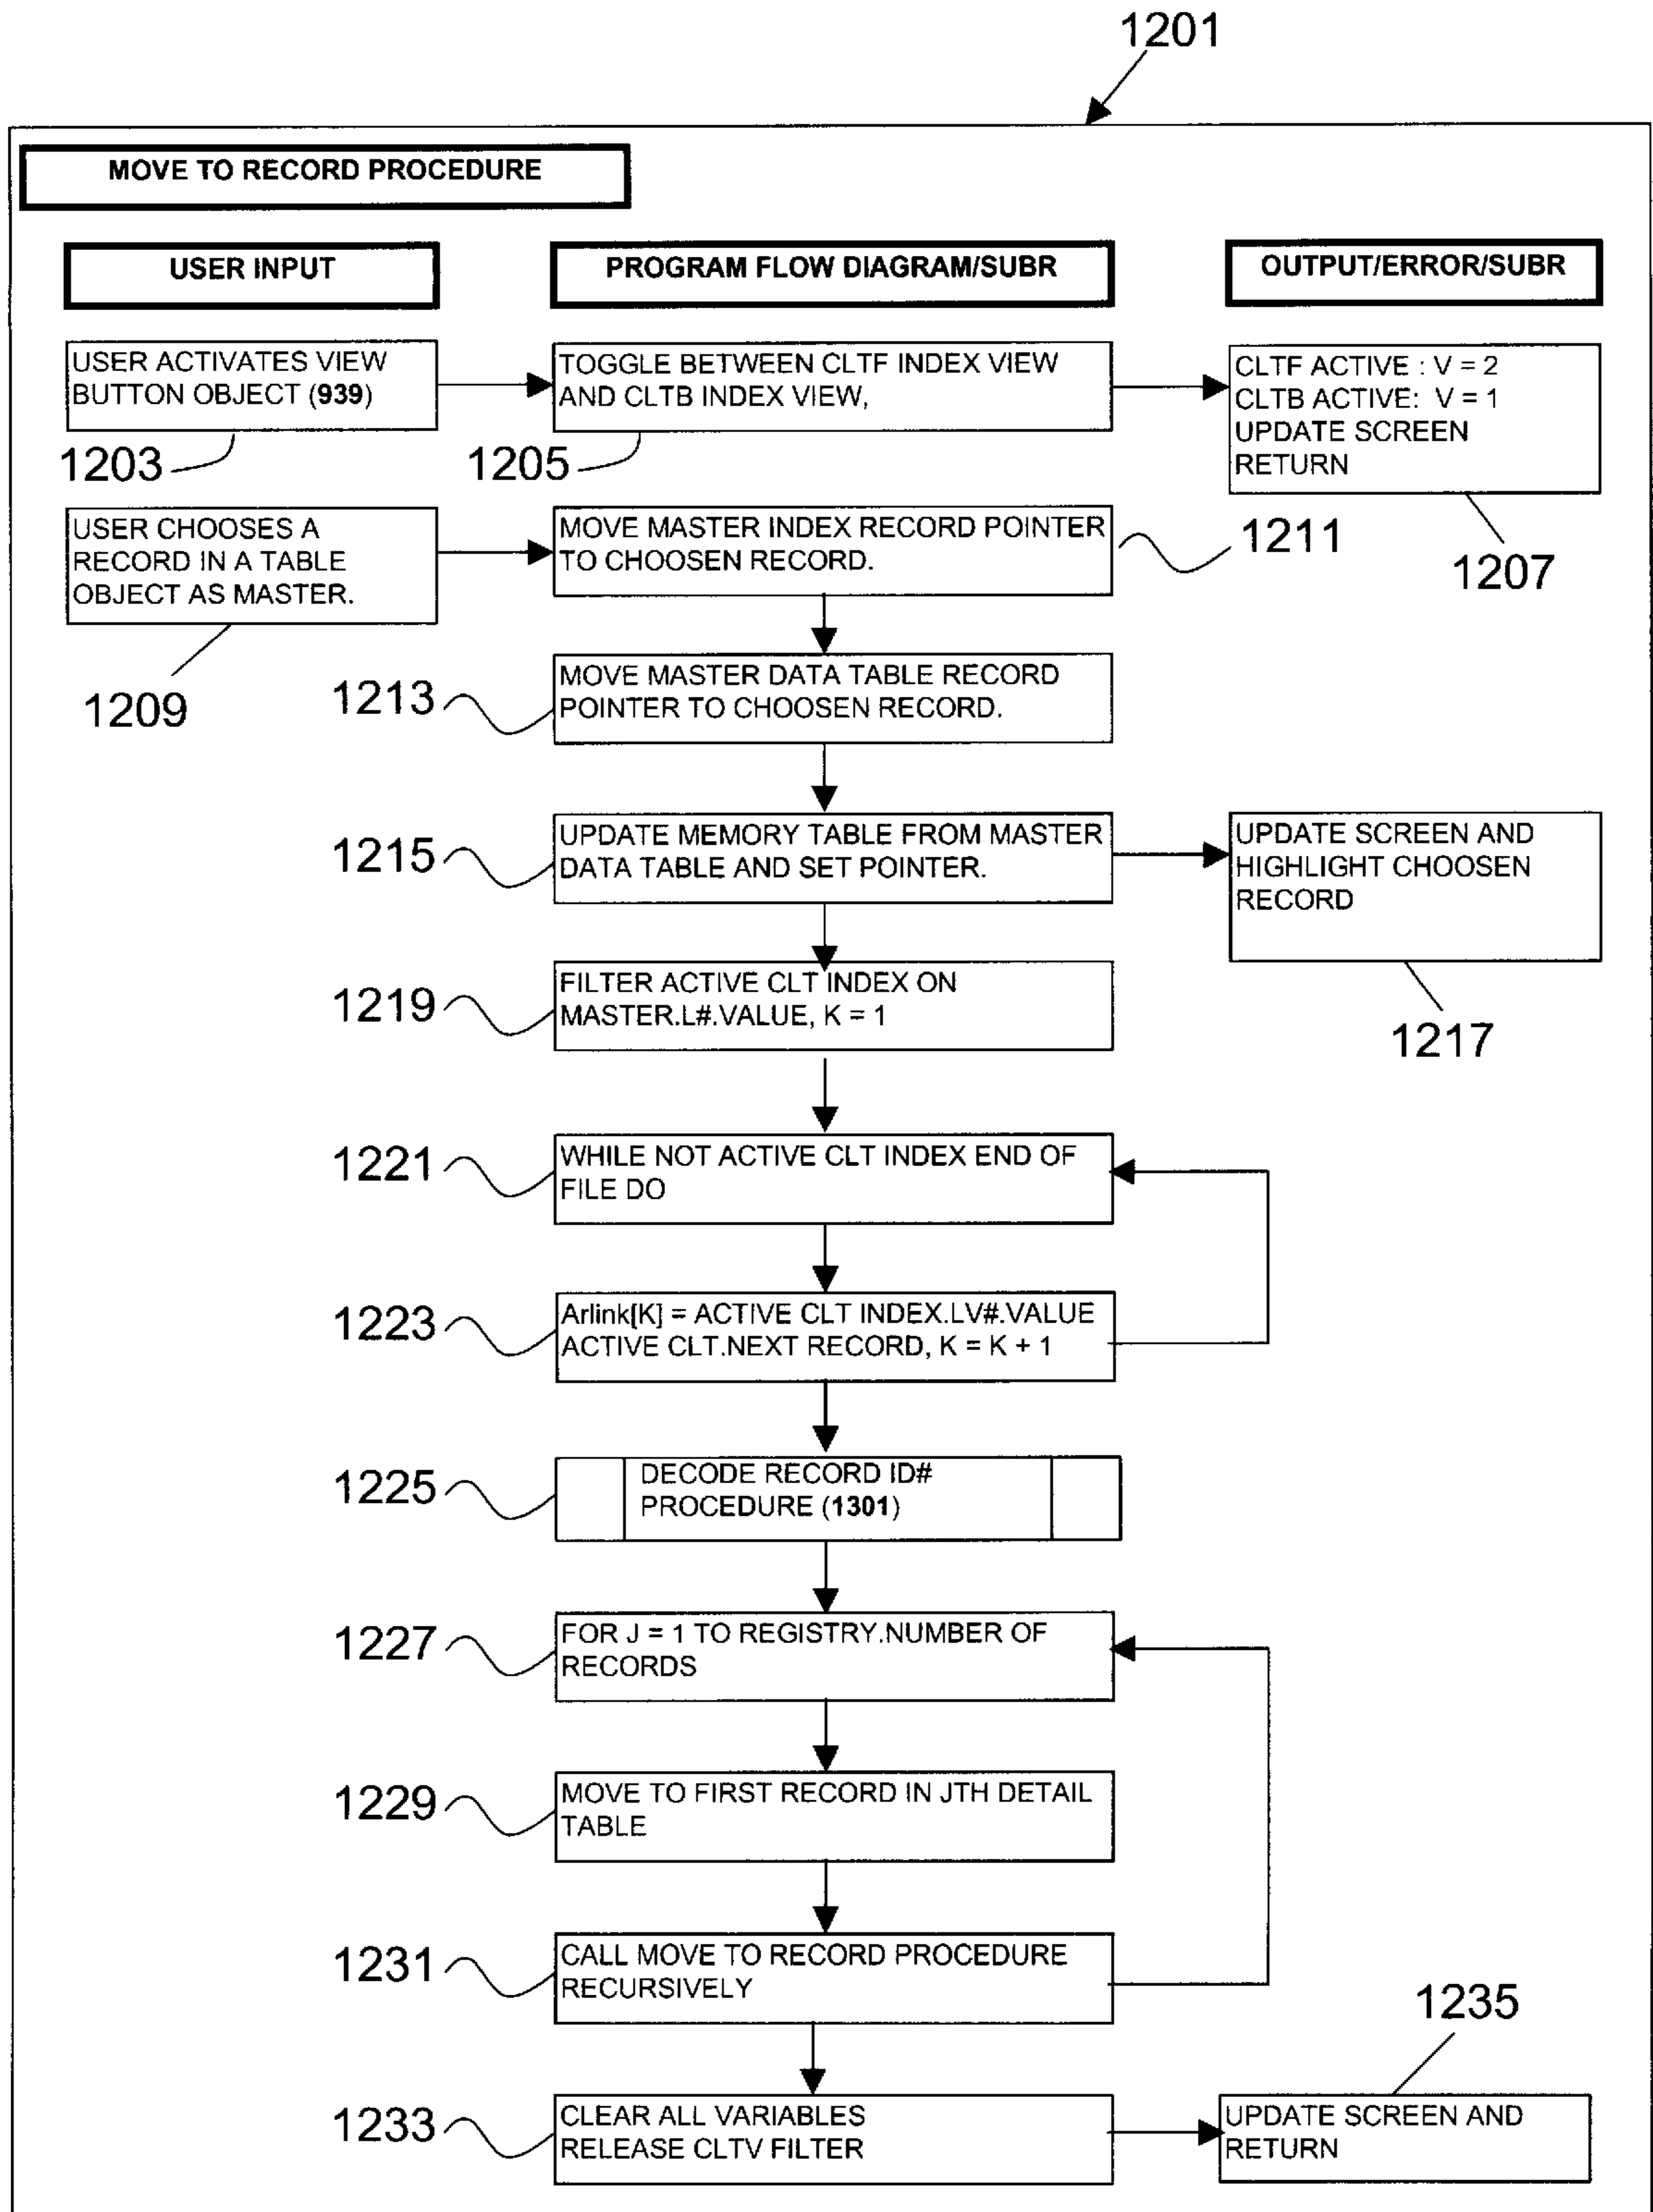 1201
MOVE TO RECORD PROCEDURE
USER INPUT
PROGRAM FLOW DIAGRAM/SUBR
OUTPUT/ERROR/SUBR
USER ACTIVATES VIEW
BUTTON OBJECT (939)
1203
TOGGLE BETWEEN CLTF INDEX VIEW
AND CLTB INDEX VIEW,
1205
CLTF ACTIVE : V = 2
CLTB ACTIVE: V = 1
UPDATE SCREEN
RETURN
1207
USER CHOOSES A
RECORD IN A TABLE
OBJECT AS MASTER.
1209
MOVE MASTER INDEX RECORD POINTER
TO CHOOSEN RECORD.
1211
1213
MOVE MASTER DATA TABLE RECORD
POINTER TO CHOOSEN RECORD.
1215
UPDATE MEMORY TABLE FROM MASTER
DATA TABLE AND SET POINTER.
UPDATE SCREEN AND
HIGHLIGHT CHOOSEN
RECORD
1217
1219
FILTER ACTIVE CLT INDEX ON
MASTER.L#.VALUE, K = 1
1221
WHILE NOT ACTIVE CLT INDEX END OF
FILE DO
1223
Arlink[K] = ACTIVE CLT INDEX.LV#.VALUE
ACTIVE CLT.NEXT RECORD, K = K + 1
1225
DECODE RECORD ID#
PROCEDURE (1301)
1227
FOR J = 1 TO REGISTRY.NUMBER OF
RECORDS
1229
MOVE TO FIRST RECORD IN JTH DETAIL
TABLE
1231
CALL MOVE TO RECORD PROCEDURE
RECURSIVELY
1233
CLEAR ALL VARIABLES
RELEASE CLTV FILTER
1235
UPDATE SCREEN AND
RETURN